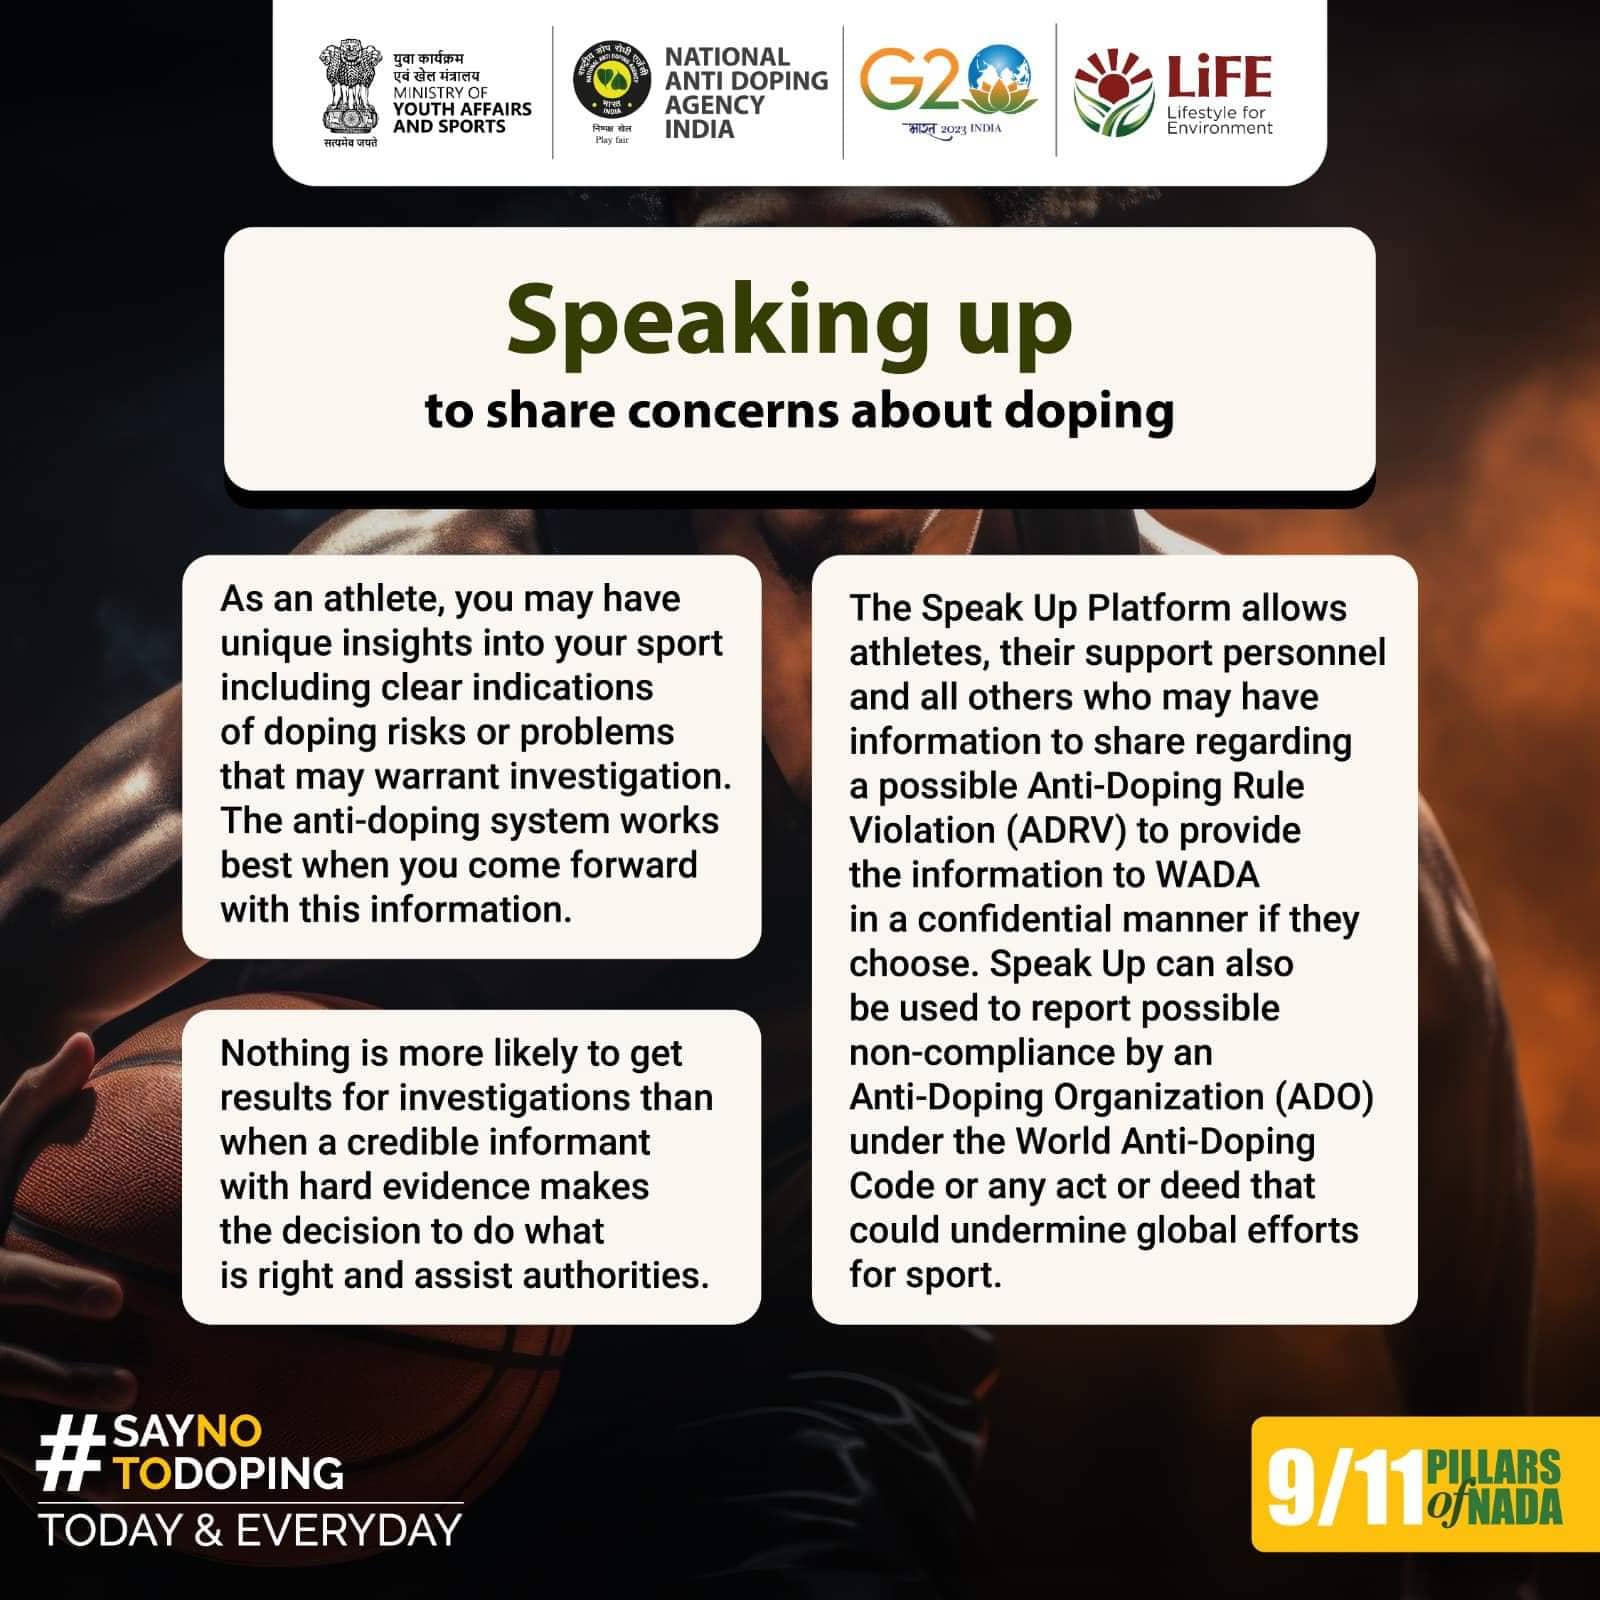 युवा कार्यक्रम
एवं खेल मंत्रालय
MINISTRY OF
YOUTH AFFAIRS
AND SPORTS
सत्यमेव जयते
राष्ट्रीय डोप रोधी एजेंसी
NATIONAL ANTI DOPING AGENCY
भारत
INDIA
निष्पक्ष खेल
Play fair
NATIONAL
ANTI DOPING
AGENCY
INDIA
G20
भारत 2023 INDIA
LiFE
Lifestyle for
Environment
Speaking up
to share concerns about doping
As an athlete, you may have
unique insights into your sport
including clear indications
of doping risks or problems
that may warrant investigation.
The anti-doping system works
best when you come forward
with this information.
Nothing is more likely to get
results for investigations than
when a credible informant
with hard evidence makes
the decision to do what
is right and assist authorities.
The Speak Up Platform allows
athletes, their support personnel
and all others who may have
information to share regarding
a possible Anti-Doping Rule
Violation (ADRV) to provide
the information to WADA
in a confidential manner if they
choose. Speak Up can also
be used to report possible
non-compliance by an
Anti-Doping Organization (ADO)
under the World Anti-Doping
Code or any act or deed that
could undermine global efforts
for sport.
#SAYNO
TODOPING
TODAY & EVERYDAY
9/11 PILLARS
of NADA